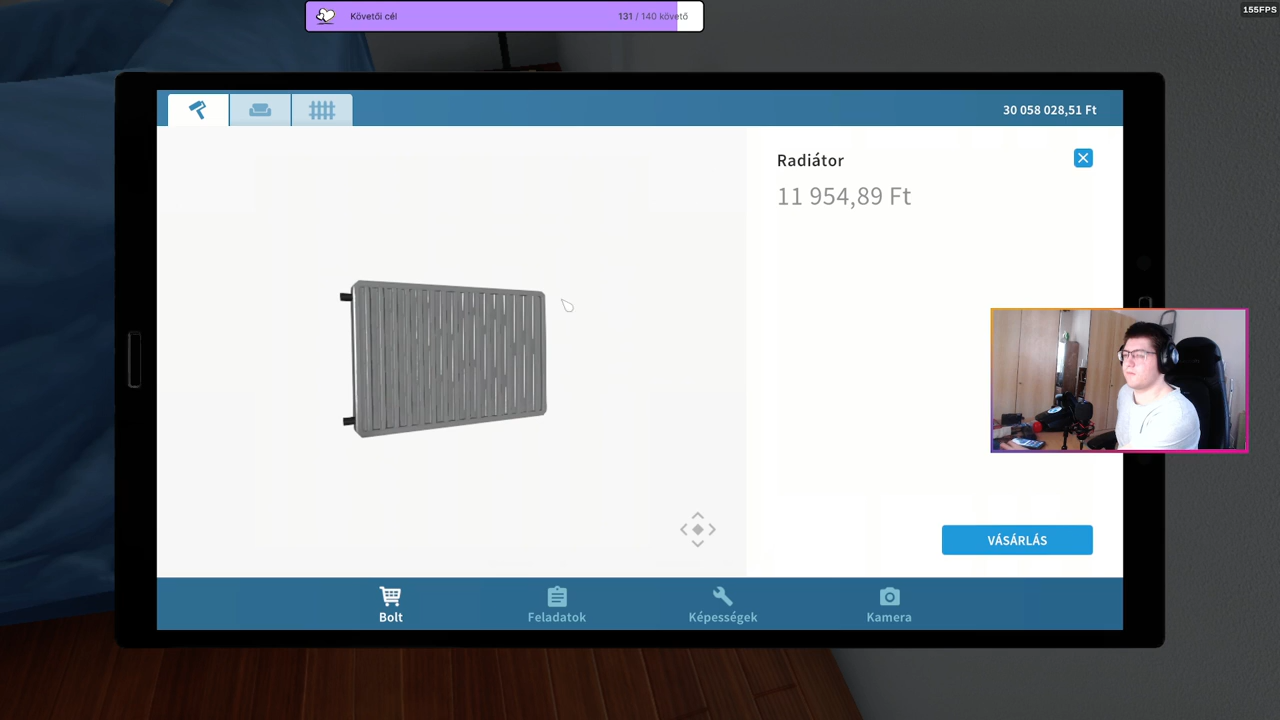 Követői cél 131 / 140 követő
155FPS
30 058 028,51 Ft
Radiátor
11 954,89 Ft
VÁSÁRLÁS
Bolt Feladatok Képességek Kamera